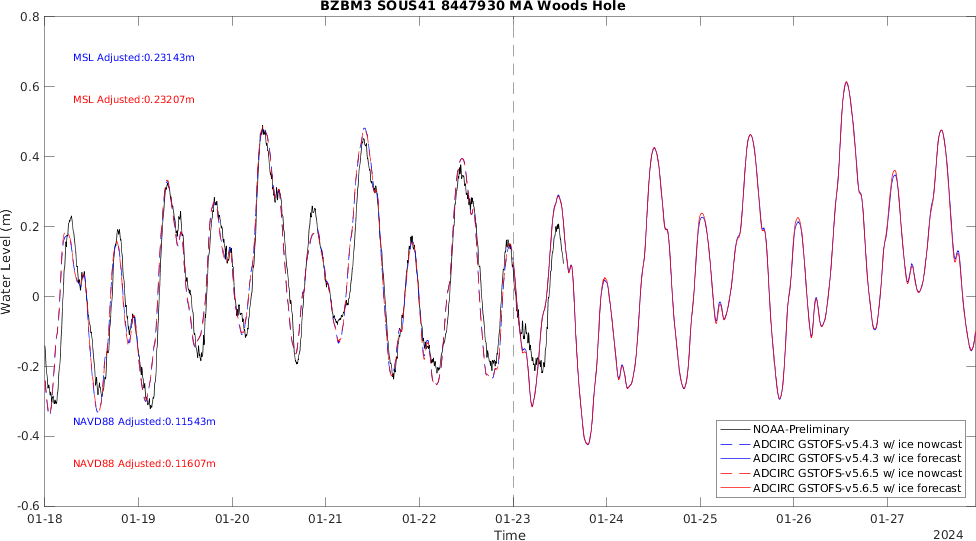 BZBM3 SOUS41 8447930 MA Woods Hole
0.8
0.6
0.4
0.2
0
-0.2
-0.4
-0.6
Water Level (m)
MSL Adjusted:0.23143m
MSL Adjusted:0.23207m
NAVD88 Adjusted:0.11543m
NAVD88 Adjusted:0.11607m
NOAA-Preliminary
ADCIRC GSTOFS-v5.4.3 w/ ice nowcast
ADCIRC GSTOFS-v5.4.3 w/ ice forecast
ADCIRC GSTOFS-v5.6.5 w/ ice nowcast
ADCIRC GSTOFS-v5.6.5 w/ ice forecast
01-18 01-19 01-20 01-21 01-22 01-23 01-24 01-25 01-26 01-27
Time
2024